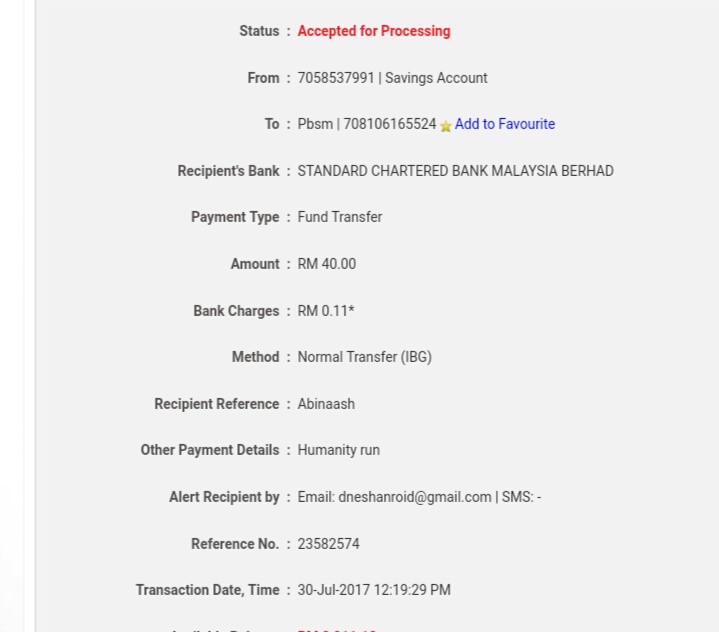 Status : Accepted for Processing
From : 7058537991 | Savings Account
To : Pbsm | 708106165524 Add to Favourite
Recipient's Bank : STANDARD CHARTERED BANK MALAYSIA BERHAD
Payment Type : Fund Transfer
Amount : RM 40.00
Bank Charges : RM 0.11*
Method : Normal Transfer (IBG)
Recipient Reference : Abinaash
Other Payment Details : Humanity run
Alert Recipient by : Email: dneshanroid@gmail.com | SMS: -
Reference No. : 23582574
Transaction Date, Time : 30-Jul-2017 12:19:29 PM